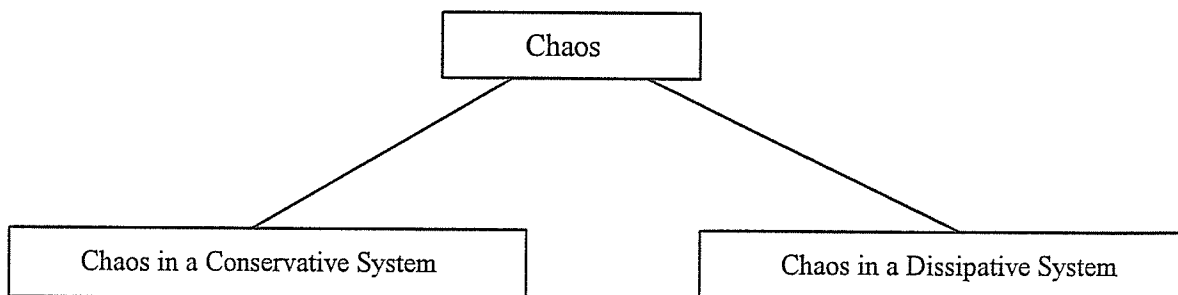 Chaos
Chaos in a Conservative System
Chaos in a Dissipative System